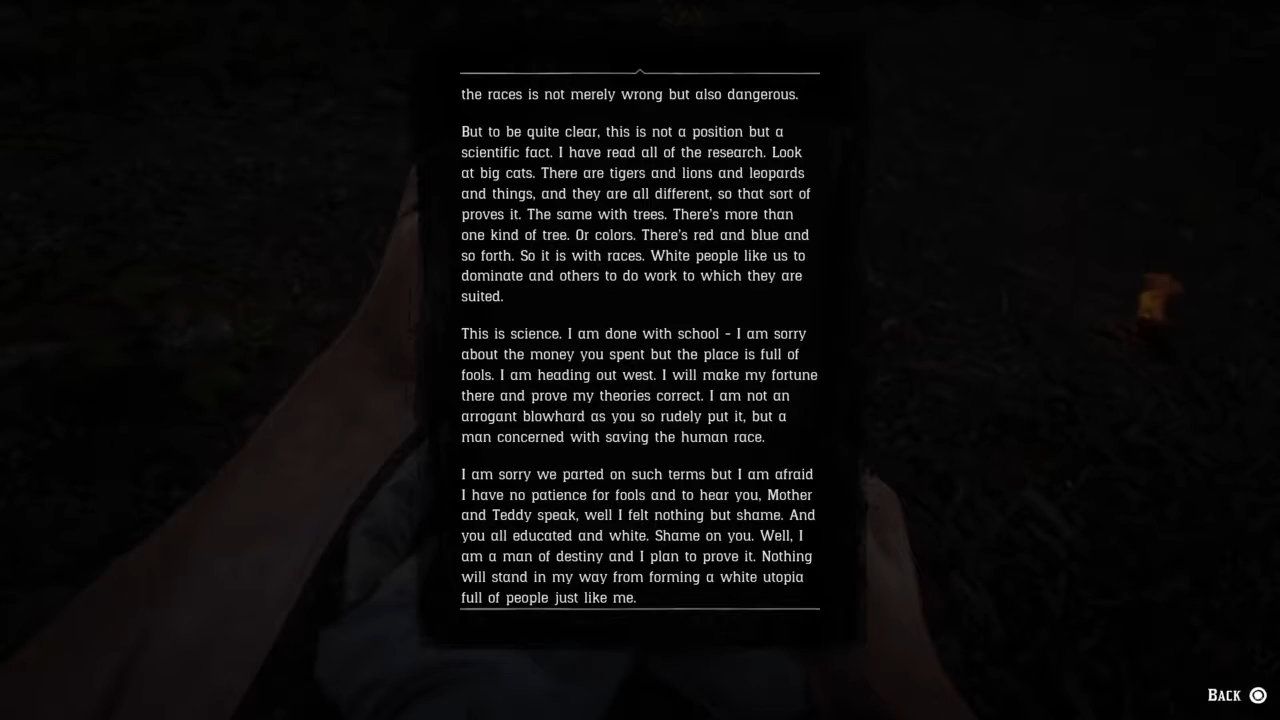 the races is not merely wrong but also dangerous.
But to be quite clear, this is not a position but a
scientific fact. I have read all of the research. Look
at big cats. There are tigers and lions and leopards
and things, and they are all different, so that sort of
proves it. The same with trees. There's more than
one kind of tree. Or colors. There's red and blue and
so forth. So it is with races. White people like us to
dominate and others to do work to which they are
suited.
This is science. I am done with school - I am sorry
about the money you spent but the place is full of
fools. I am heading out west. I will make my fortune
there and prove my theories correct. I am not an
arrogant blowhard as you so rudely put it, but a
man concerned with saving the human race.
I am sorry we parted on such terms but I am afraid
I have no patience for fools and to hear you, Mother
and Teddy speak, well I felt nothing but shame. And
you all educated and white. Shame on you. Well, I
am a man of destiny and I plan to prove it. Nothing
will stand in my way from forming a white utopia
full of people just like me.
BACK